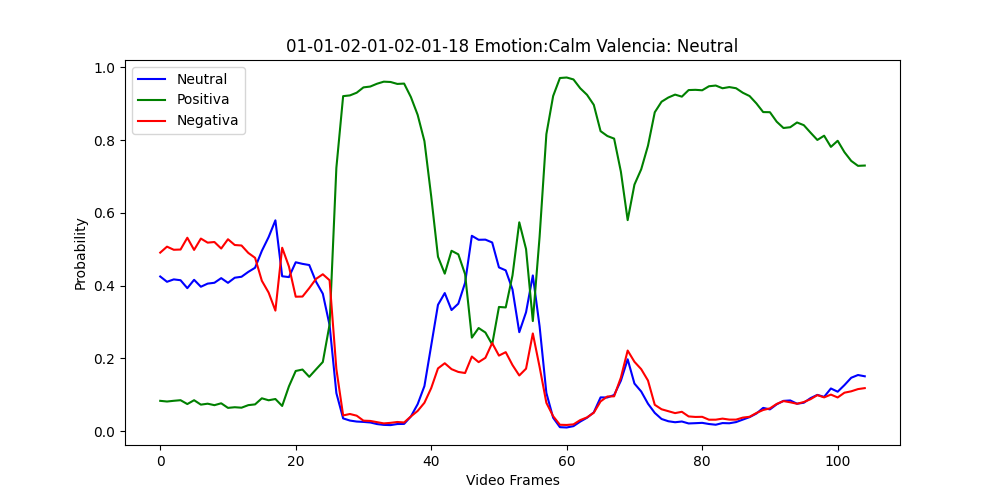 01-01-02-01-02-01-18 Emotion:Calm Valencia: Neutral
Neutral
Positiva
Negativa
1.0
0.8
0.6
0.4
0.2
0.0
Probability
0 20 40 60 80 100
Video Frames